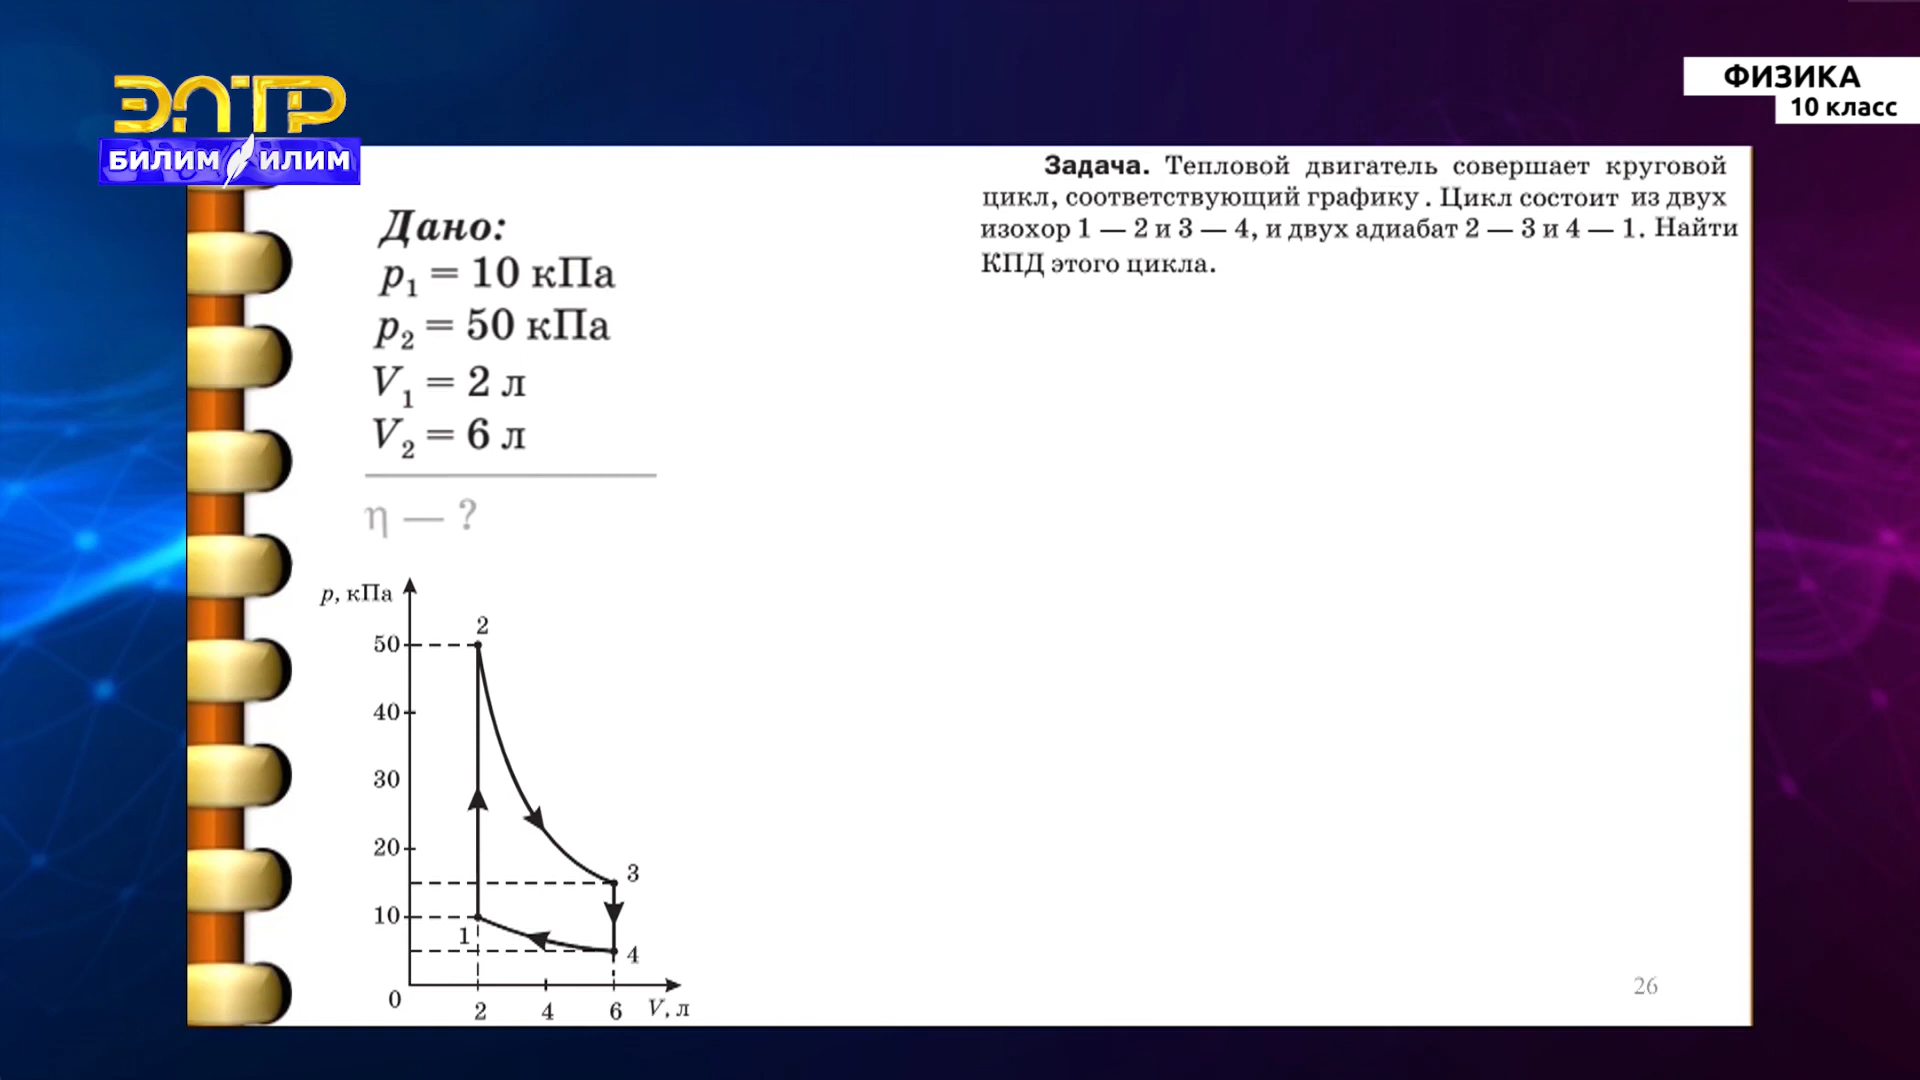 ЭЛТР
БИЛИМ ИЛИМ
ФИЗИКА
10 класс
Задача. Тепловой двигатель совершает круговой
цикл, соответствующий графику. Цикл состоит из двух
изохор 1 — 2 и 3 — 4, и двух адиабат 2 — 3 и 4 — 1. Найти
КПД этого цикла.
Дано:
p₁ = 10 кПа
p₂ = 50 кПа
V₁ = 2 л
V₂ = 6 л
η — ?
p, кПа
2
50
40
30
20
3
10
1
4
0
2 4 6 V, л
26